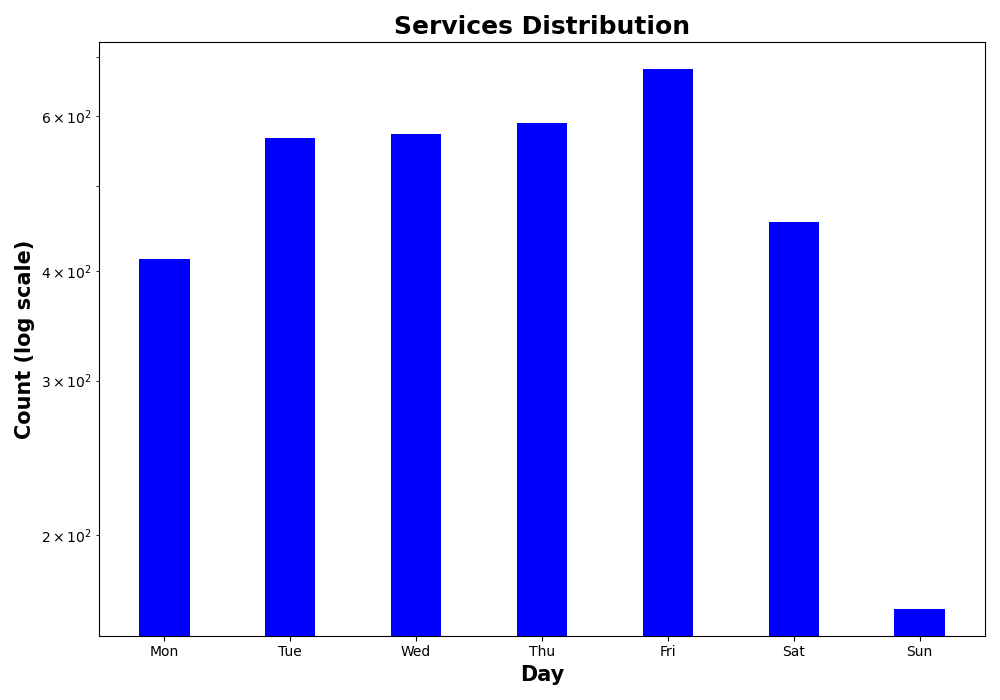 Services Distribution
Count (log scale)
6 × 10²
4 × 10²
3 × 10²
2 × 10²
Mon Tue Wed Thu Fri Sat Sun
Day